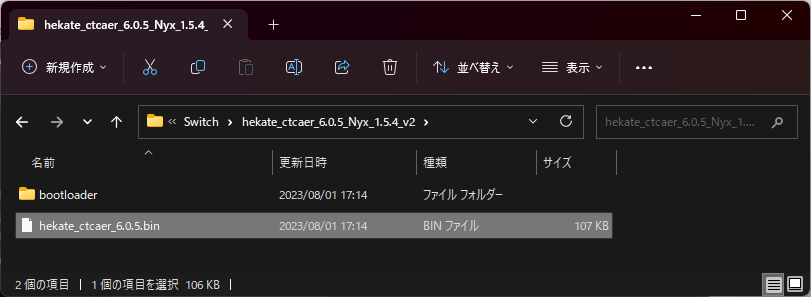 hekate_ctcaer_6.0.5_Nyx_1.5.4_
新規作成
並べ替え
表示
Switch
hekate_ctcaer_6.0.5_Nyx_1.5.4_v2
hekate_ctcaer_6.0.5_Nyx_1....
名前 更新日時 種類 サイズ
bootloader 2023/08/01 17:14 ファイル フォルダー
hekate_ctcaer_6.0.5.bin 2023/08/01 17:14 BIN ファイル 107 KB
2 個の項目 1 個の項目を選択 106 KB